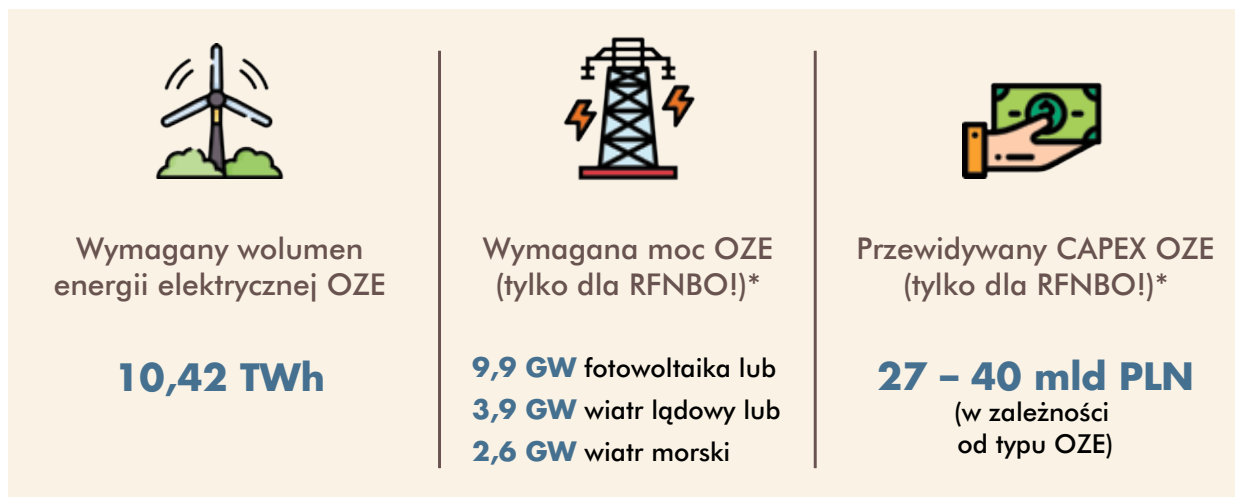 Wymagany wolumen
energii elektrycznej OZE
10,42 TWh
Wymagana moc OZE
(tylko dla RFNBO!)*
9,9 GW fotowoltaika lub
3,9 GW wiatr lądowy lub
2,6 GW wiatr morski
Przewidywany CAPEX OZE
(tylko dla RFNBO!)*
27 – 40 mld PLN
(w zależności
od typu OZE)